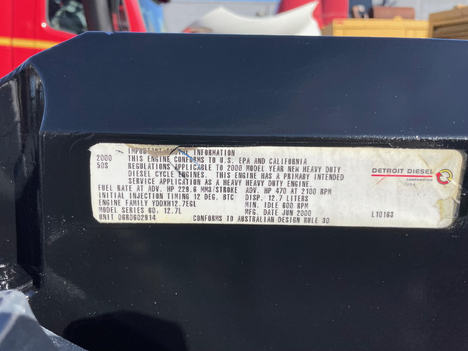 IMPORTANT ENGINE INFORMATION
2000 THIS ENGINE CONFORMS TO U.S. EPA AND CALIFORNIA
50S REGULATIONS APPLICABLE TO 2000 MODEL YEAR NEW HEAVY DUTY
DIESEL CYCLE ENGINES. THIS ENGINE HAS A PRIMARY INTENDED
SERVICE APPLICATION AS A HEAVY HEAVY DUTY ENGINE.
FUEL RATE AT ADV. HP 229.6 MM3/STROKE ADV. HP 470 AT 2100 RPM
INITIAL INJECTION TIMING 12 DEG. BTC DISP. 12.7 LITERS
ENGINE FAMILY YDDXH12.7EGL MIN. IDLE 600 RPM
MODEL SERIES 60, 12.7L MFG. DATE JUN 2000
UNIT 06R0602914 CONFORMS TO AUSTRALIAN DESIGN RULE 30
DETROIT DIESEL
CORPORATION
L10163